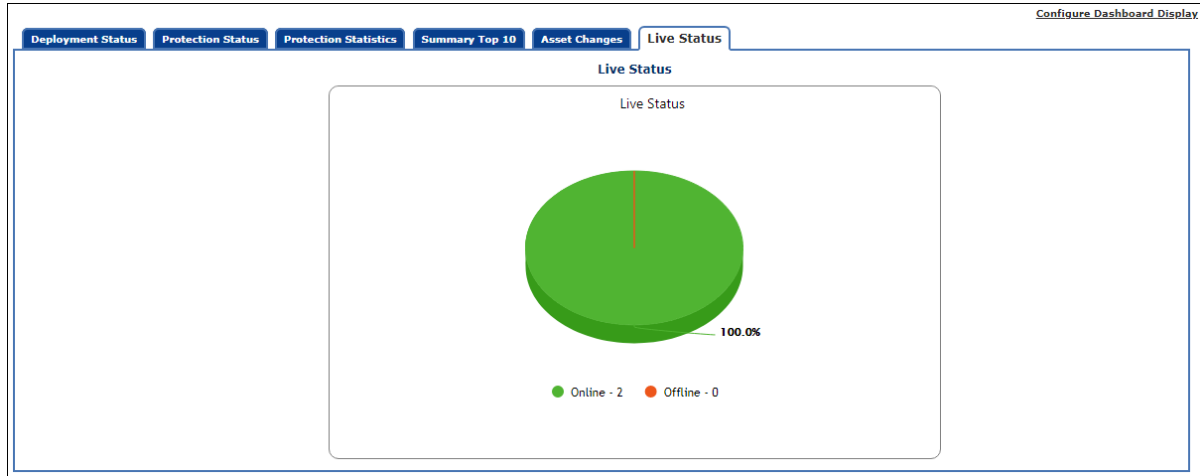 Configure Dashboard Display
Deployment Status Protection Status Protection Statistics Summary Top 10 Asset Changes Live Status
Live Status
Live Status
100.0%
Online - 2 Offline - 0